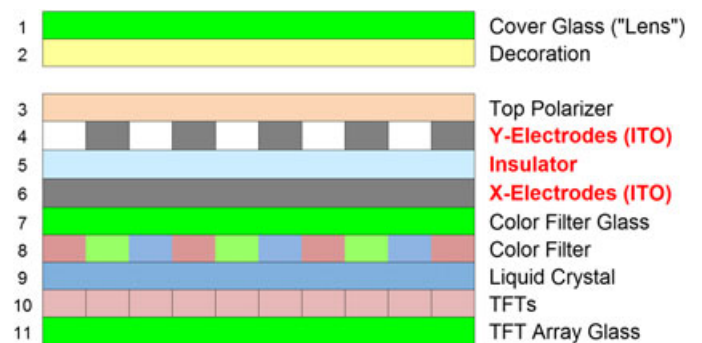 1 Cover Glass ("Lens")
2 Decoration
3 Top Polarizer
4 Y-Electrodes (ITO)
5 Insulator
6 X-Electrodes (ITO)
7 Color Filter Glass
8 Color Filter
9 Liquid Crystal
10 TFTs
11 TFT Array Glass